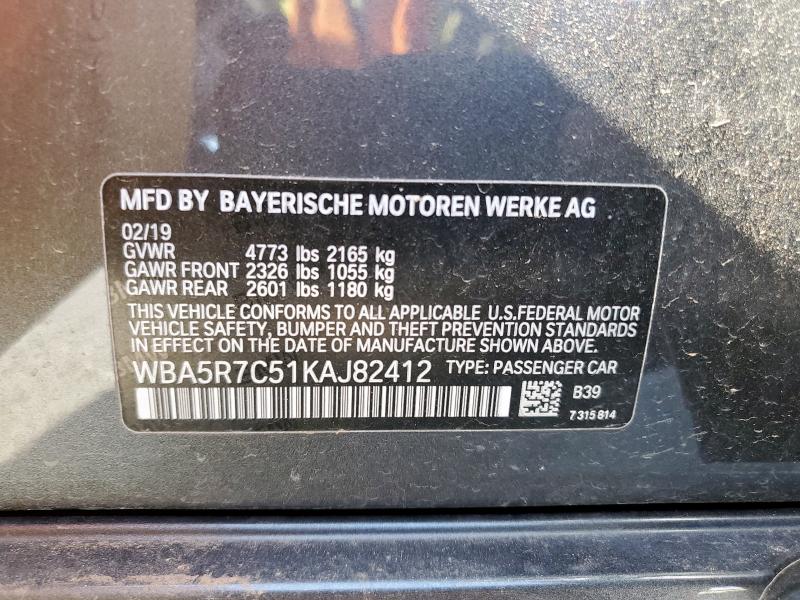 MFD BY BAYERISCHE MOTOREN WERKE AG
02/19
GVWR 4773 lbs 2165 kg
GAWR FRONT 2326 lbs 1055 kg
GAWR REAR 2601 lbs 1180 kg
THIS VEHICLE CONFORMS TO ALL APPLICABLE U.S.FEDERAL MOTOR
VEHICLE SAFETY, BUMPER AND THEFT PREVENTION STANDARDS
IN EFFECT ON THE DATE OF MANUFACTURE SHOWN ABOVE.
WBA5R7C51KAJ82412 TYPE: PASSENGER CAR
B39
7 315 814